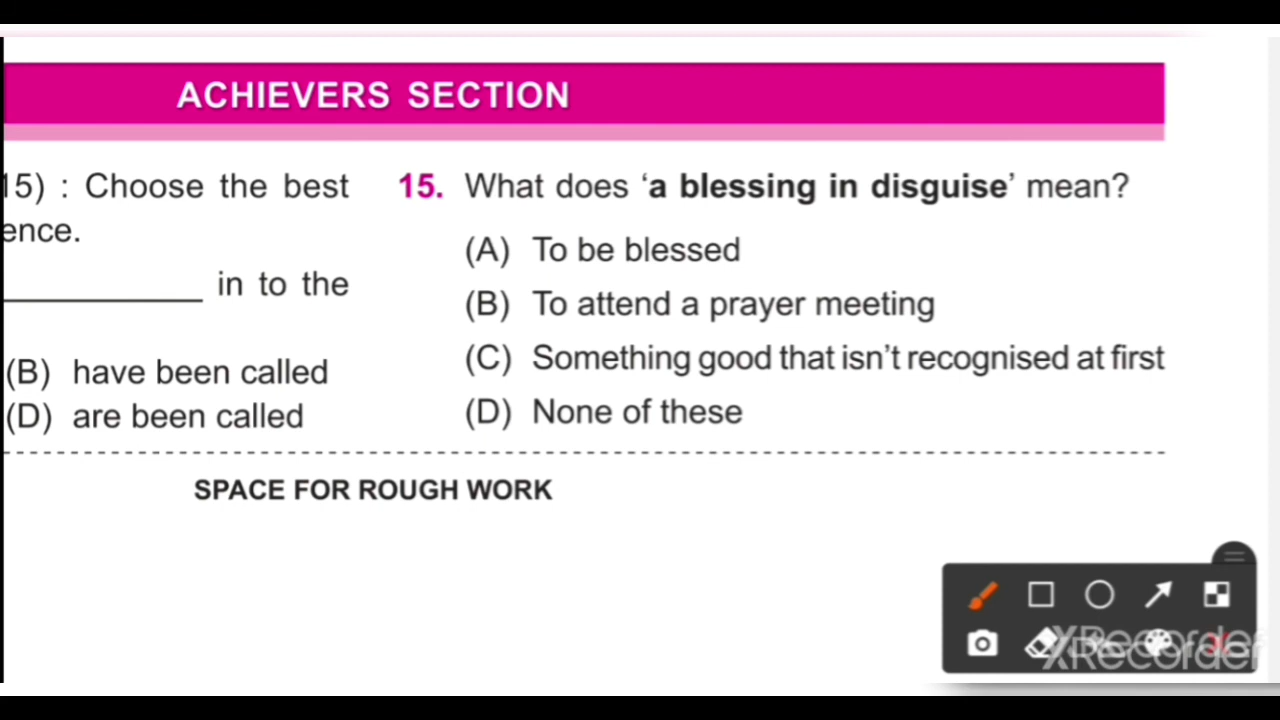 ACHIEVERS SECTION
15) : Choose the best
ence.
____________ in to the
(B) have been called
(D) are been called
15. What does ‘a blessing in disguise’ mean?
(A) To be blessed
(B) To attend a prayer meeting
(C) Something good that isn’t recognised at first
(D) None of these
SPACE FOR ROUGH WORK
XRecorder
XRecorder